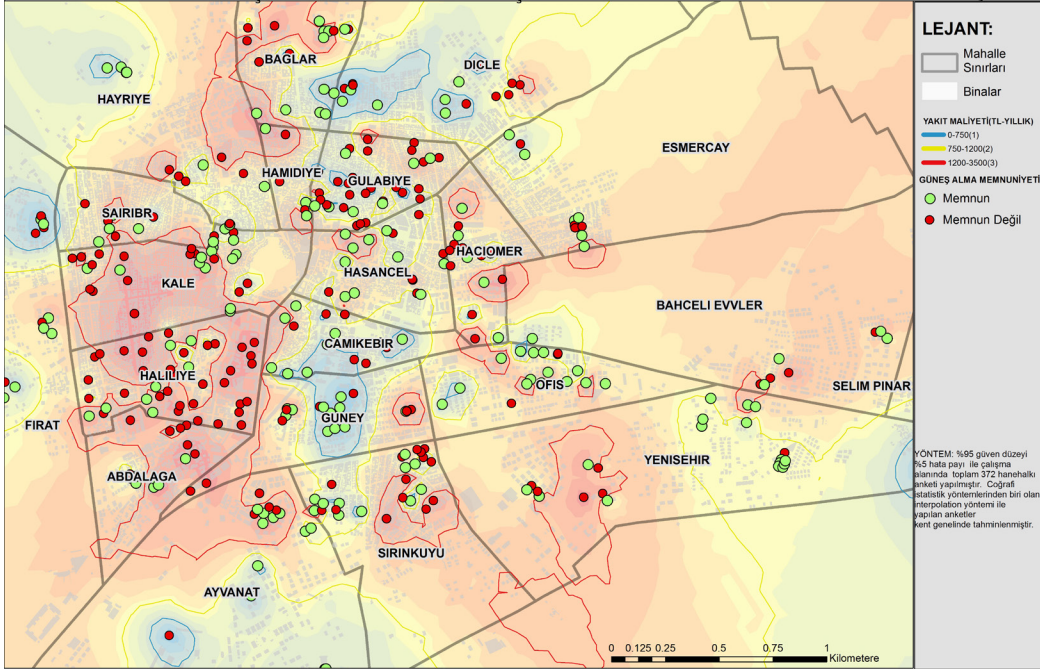 BAĞLAR
DICLE
HAYRIYE
ESMERCAY
HAMIDIYE
GULABIYE
SAIRIBR
HACIOMER
HASANCEL
KALE
BAHCELI EVVLER
CAMIKEBIR
HALILIYE
OFIS
SELIM PINAR
FIRAT
GUNEY
YENISEHIR
ABDALAGA
SIRINKUYU
AYVANAT
0 0.125 0.25 0.5 0.75 1
Kilometere
LEJANT:
Mahalle
Sınırları
Binalar
YAKIT MALİYETİ(TL-YILLIK)
0-750(1)
750-1200(2)
1200-3500(3)
GÜNEŞ ALMA MEMNUNİYETİ
Memnun
Memnun Değil
YÖNTEM: %95 güven düzeyi
%5 hata payı ile çalışma
alanında toplam 372 hanehalkı
anketi yapılmıştır. Coğrafi
istatistik yöntemlerinden biri olan
interpolation yöntemi ile
yapılan anketler
kent genelinde tahminlenmiştir.